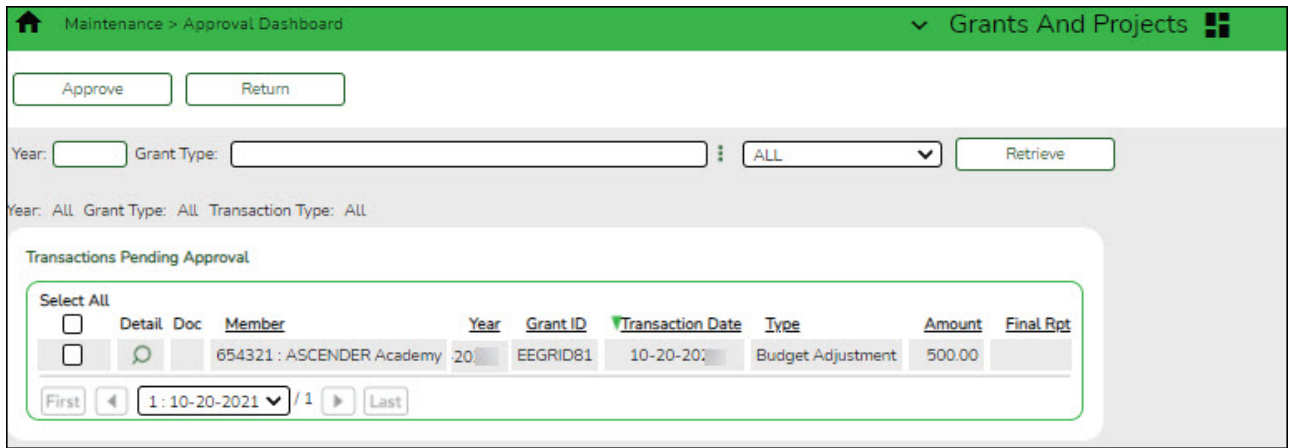 Maintenance > Approval Dashboard Grants And Projects
Approve Return
Year: Grant Type: ALL Retrieve
Year: All Grant Type: All Transaction Type: All
Transactions Pending Approval
Select All
Detail Doc Member Year Grant ID Transaction Date Type Amount Final Rpt
654321 : ASCENDER Academy EEGRID81 Budget Adjustment 500.00
First 1 : 10-20-2021 / 1 Last